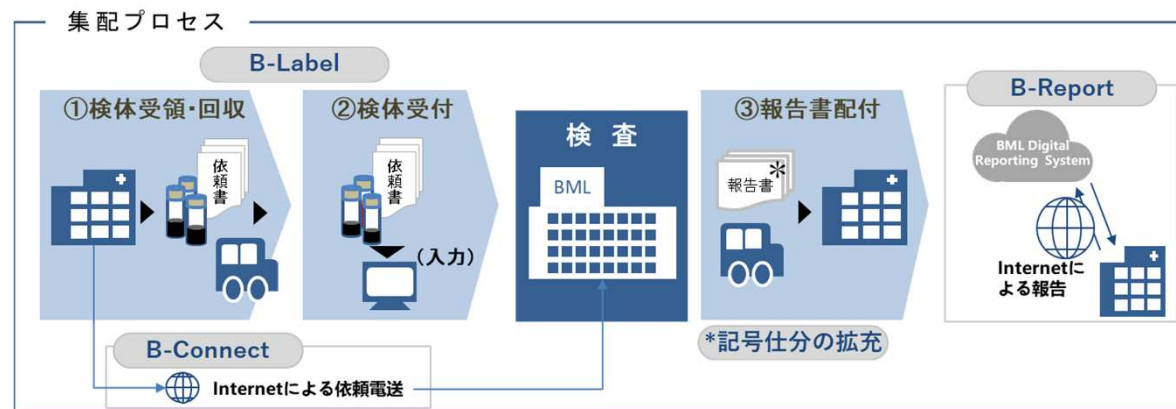 集配プロセス
B-Label
①検体受領・回収
依頼書
②検体受付
依頼書
(入力)
検 査
BML
③報告書配付
報告書*
*記号仕分の拡充
B-Report
BML Digital
Reporting System
Internetに
よる報告
B-Connect
Internetによる依頼電送